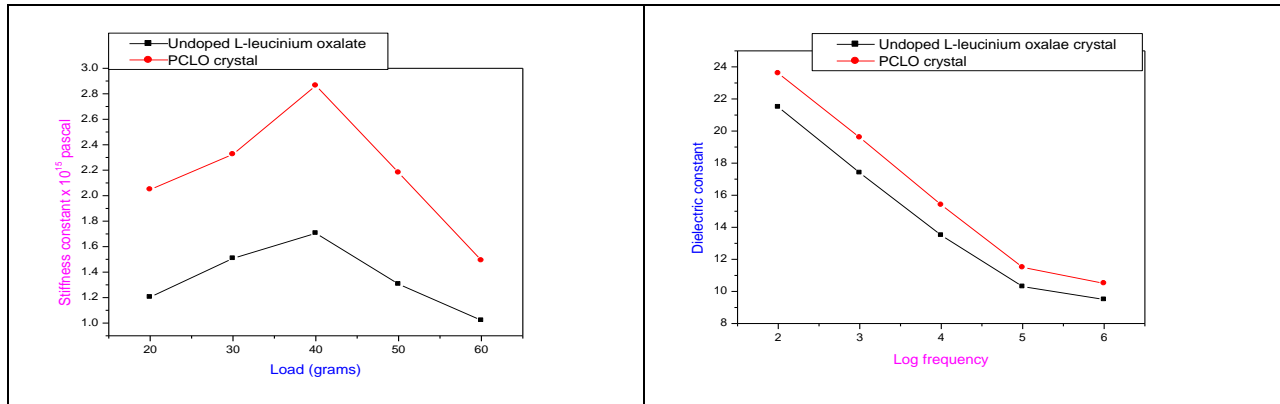 Undoped L-leucinium oxalate
PCLO crystal
3.0
2.8
2.6
2.4
2.2
2.0
1.8
1.6
1.4
1.2
1.0
Stiffness constant x 10¹⁵ pascal
20 30 40 50 60
Load (grams)
Undoped L-leucinium oxalae crystal
PCLO crystal
24
22
20
18
16
14
12
10
8
Dielectric constant
2 3 4 5 6
Log frequency